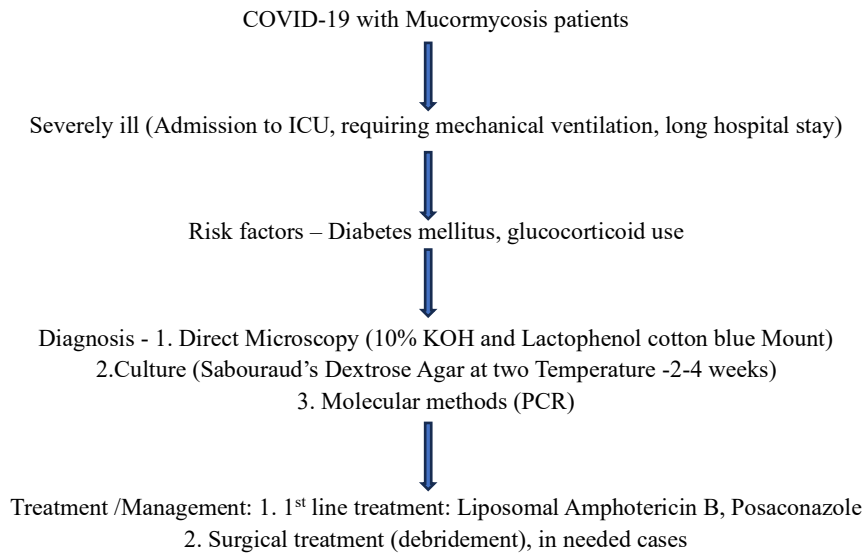 COVID-19 with Mucormycosis patients
Severely ill (Admission to ICU, requiring mechanical ventilation, long hospital stay)
Risk factors – Diabetes mellitus, glucocorticoid use
Diagnosis - 1. Direct Microscopy (10% KOH and Lactophenol cotton blue Mount)
2.Culture (Sabouraud’s Dextrose Agar at two Temperature -2-4 weeks)
3. Molecular methods (PCR)
Treatment /Management: 1. 1st line treatment: Liposomal Amphotericin B, Posaconazole
2. Surgical treatment (debridement), in needed cases